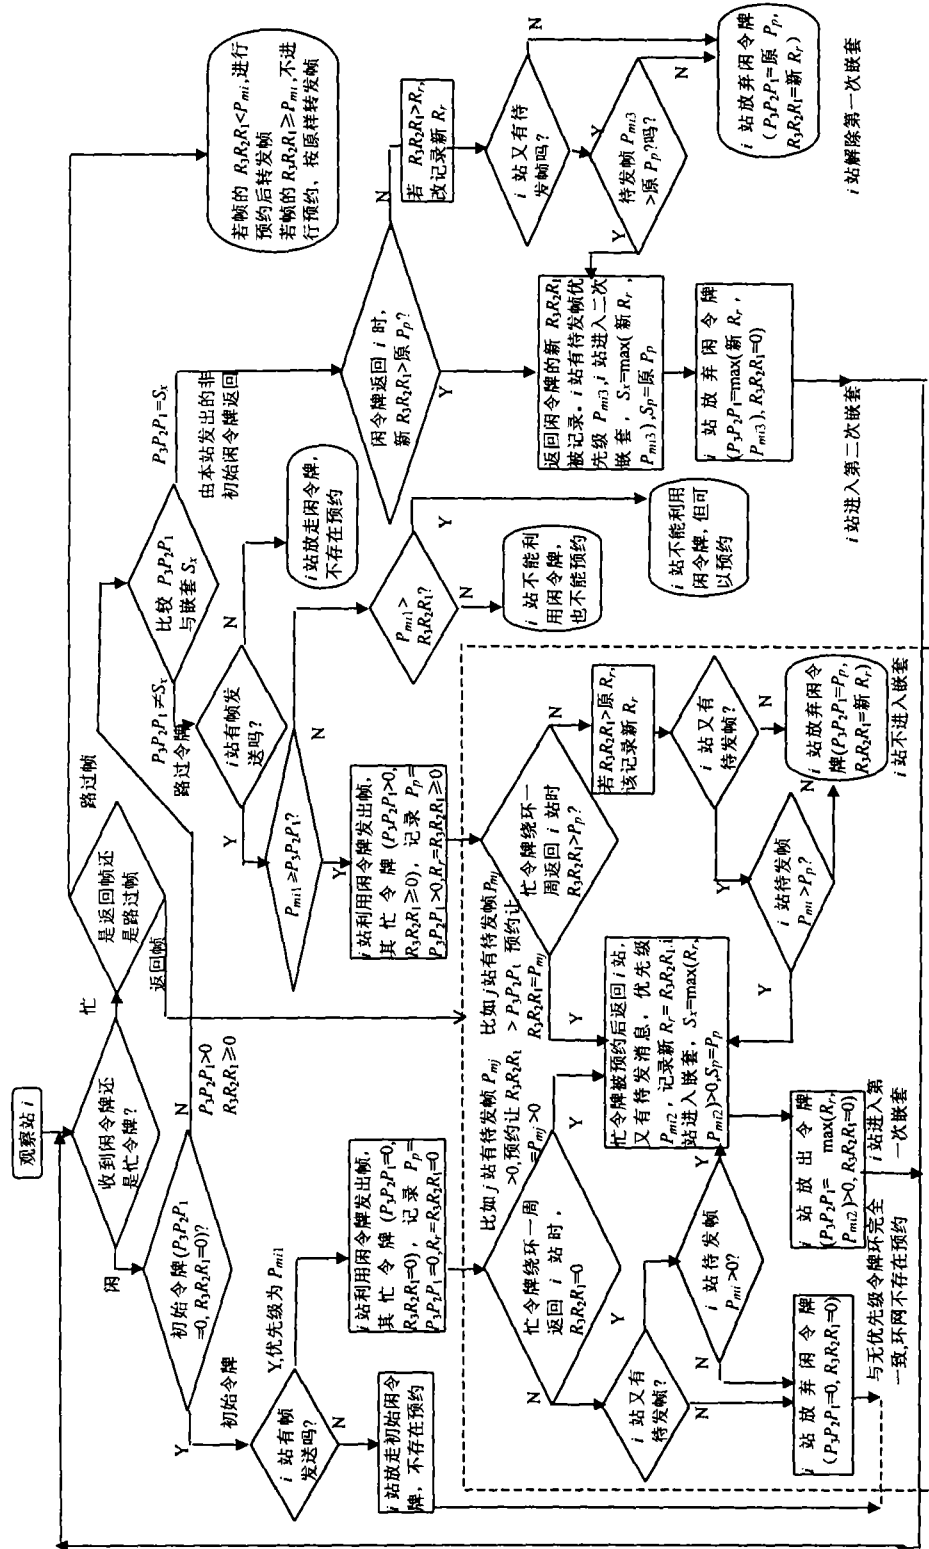 观察站 i
收到闲令牌还
是忙令牌?
忙
闲
是返回帧还
是路过帧
路过帧
返回帧
若帧的 R₃R₂R₁<Pmi,进行
预约后转发帧
若帧的 R₃R₂R₁≥Pmi,不进
行预约，按原样转发帧
初始令牌(P₃P₂P₁
=0, R₃R₂R₁=0)?
N
P₃P₂P₁>0
R₃R₂R₁≥0
Y
初始令牌
比较 P₃P₂P₁
与嵌套 Sx
P₃P₂P₁=Sx
由本站发出的非
初始闲令牌返回
P₃P₂P₁≠Sx
路过令牌
i 站有帧发
送吗?
N
i 站放走闲令牌，
不存在预约
Y
Pmi1≥P₃P₂P₁?
N
Pmi1>
R₃R₂R₁?
Y
i 站不能利用
闲令牌，但可
以预约
N
i 站不能利
用闲令牌，
也不能预约
闲令牌返回 i 时，
新 R₃R₂R₁>原 Pp?
N
若 R₃R₂R₁>Rr,
改记录新 Rr
i 站又有待
发帧吗?
N
Y
待发帧 Pmi3
>原 Pp?吗?
N
Y
i 站放弃闲令牌
(P₃P₂P₁=原 Pp,
R₃R₂R₁=新 Rr)
i 站解除第一次嵌套
Y
返回闲令牌的新 R₃R₂R₁
被记录。i 站有待发帧优
先级 Pmi3, i 站进入二次
嵌套， Sx=max( 新 Rr ,
Pmi3 ),Sp=原 Pp
i 站放弃闲令牌
(P₃P₂P₁=max(新 Rr ,
Pmi3 ), R₃R₂R₁=0)
i 站进入第二次嵌套
i 站有帧
发送吗?
Y,优先级为 Pmi1
N
i 站放走初始闲令
牌，不存在预约
i 站利用闲令牌发出帧，
其忙令牌 (P₃P₂P₁=0,
R₃R₂R₁=0)，记录 Pp=
P₃P₂P₁=0,Rr=R₃R₂R₁=0
Y
i 站利用闲令牌发出帧，
其忙令牌 (P₃P₂P₁>0,
R₃R₂R₁≥0)，记录 Pp=
P₃P₂P₁>0,Rr=R₃R₂R₁≥0
比如 j 站有待发帧 Pmj
>0,预约让 R₃R₂R₁
=Pmj >0
比如 j 站有待发帧 Pmj
> P₃P₂P₁ 预约让
R₃R₂R₁=Pmj
忙令牌绕环一周
返回 i 站时，
R₃R₂R₁=0
N
Y
忙令牌绕环一
周返回 i 站时
R₃R₂R₁>Pp?
N
Y
若 R₃R₂R₁>原 Rr,
该记录新 Rr
i 站又有
待发帧?
N
Y
i 站待发帧
Pmi >Pp?
N
Y
i 站放弃闲令
牌(P₃P₂P₁=Pp,
R₃R₂R₁=新 Rr)
i 站不进入嵌套
忙令牌被预约后返回 i 站，
又有待发消息，优先级
Pmi2，记录新 Rr= R₃R₂R₁,i
站进入嵌套，Sx=max(Rr,
Pmi2)>0,Sp=Pp
i 站放出令牌
(P₃P₂P₁= max(Rr,
Pmi2)>0, R₃R₂R₁=0)
i 站进入第
一次嵌套
i 站又有
待发帧?
Y
N
i 站待发帧
Pmi >0?
Y
N
i 站放弃闲令牌
(P₃P₂P₁=0, R₃R₂R₁=0)
与无优先级令牌环完全
一致,环网不存在预约